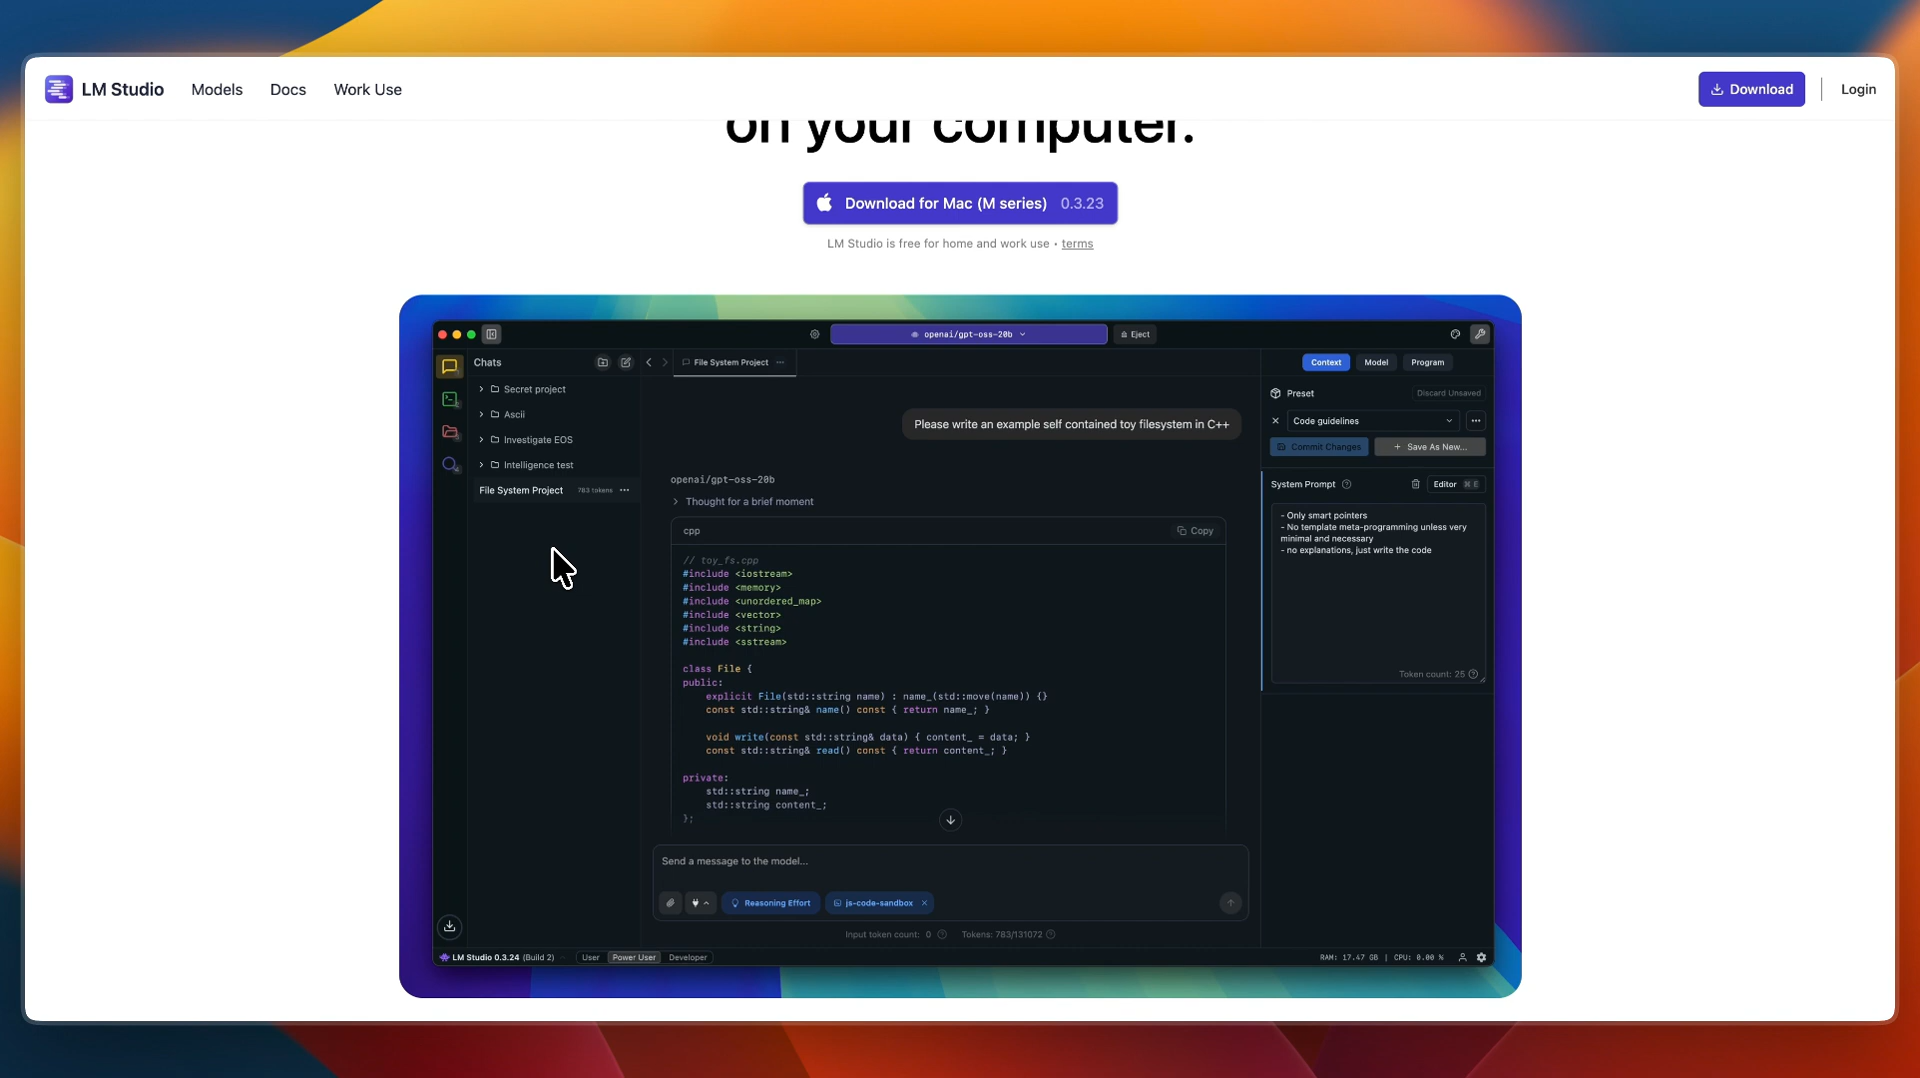 LM Studio
Models
Docs
Work Use
Download
Login
on your computer.
Download for Mac (M series) 0.3.23
LM Studio is free for home and work use • terms
openai/gpt-oss-20b
Eject
Chats
File System Project
Context
Model
Program
Secret project
Ascii
Investigate EOS
Intelligence test
File System Project 783 tokens
Please write an example self contained toy filesystem in C++
openai/gpt-oss-20b
Thought for a brief moment
cpp
Copy
// toy_fs.cpp
#include <iostream>
#include <memory>
#include <unordered_map>
#include <vector>
#include <string>
#include <sstream>
class File {
public:
explicit File(std::string name) : name_(std::move(name)) {}
const std::string& name() const { return name_; }
void write(const std::string& data) { content_ = data; }
const std::string& read() const { return content_; }
private:
std::string name_;
std::string content_;
};
Send a message to the model...
Reasoning Effort
js-code-sandbox
Input token count: 0
Tokens: 783/131072
Preset
Discard Unsaved
Code guidelines
Commit Changes
+ Save As New...
System Prompt
Editor ⌘ E
- Only smart pointers
- No template meta-programming unless very
minimal and necessary
- no explanations, just write the code
Token count: 25
LM Studio 0.3.24 (Build 2)
User
Power User
Developer
RAM: 17.47 GB | CPU: 0.00 %